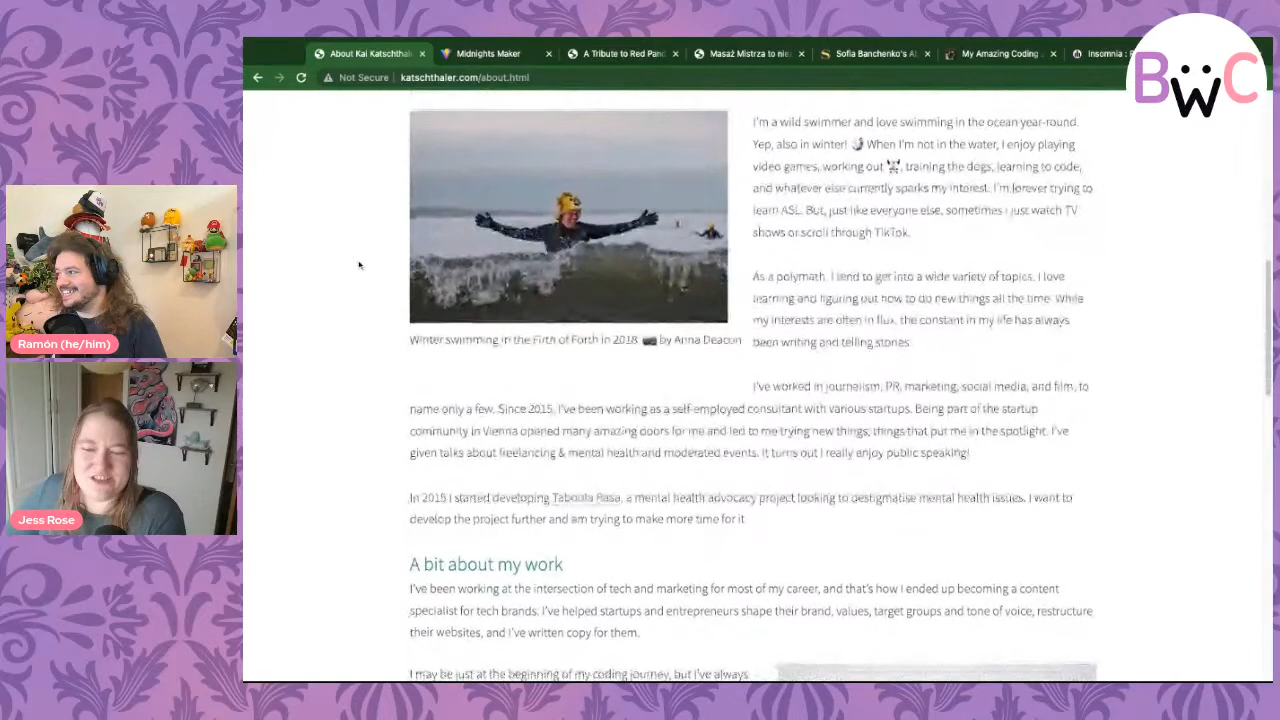 About Kai Katschthal
Midnights Maker
A Tribute to Red Pand
Masaż Mistrza to nie
Sofia Banchenko's A
My Amazing Coding
Insomnia :
BWC
Not Secure
katschthaler.com/about.html
I'm a wild swimmer and love swimming in the ocean year-round.
Yep, also in winter! When I'm not in the water, I enjoy playing
video games, working out, training the dogs, learning to code,
and whatever else currently sparks my interest. I'm forever trying to
learn ASL. But, just like everyone else, sometimes I just watch TV
shows or scroll through TikTok.
As a polymath, I tend to get into a wide variety of topics. I love
learning and figuring out how to do new things all the time. While
my interests are often in flux, the constant in my life has always
been writing and telling stories.
Winter swimming in the Firth of Forth in 2018. by Anna Deacon
I've worked in journalism, PR, marketing, social media, and film, to
name only a few. Since 2015, I've been working as a self-employed consultant with various startups. Being part of the startup
community in Vienna opened many amazing doors for me and led to me trying new things; things that put me in the spotlight. I've
given talks about freelancing & mental health and moderated events. It turns out I really enjoy public speaking!
In 2015 I started developing Taboula Rasa, a mental health advocacy project looking to destigmatise mental health issues. I want to
develop the project further and am trying to make more time for it
A bit about my work
I've been working at the intersection of tech and marketing for most of my career, and that's how I ended up becoming a content
specialist for tech brands. I've helped startups and entrepreneurs shape their brand, values, target groups and tone of voice, restructure
their websites, and I've written copy for them.
I may be just at the beginning of my coding journey, but I've always
Ramón (he/him)
Jess Rose